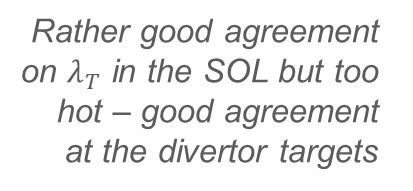 Rather good agreement
on λ_T in the SOL but too
hot – good agreement
at the divertor targets